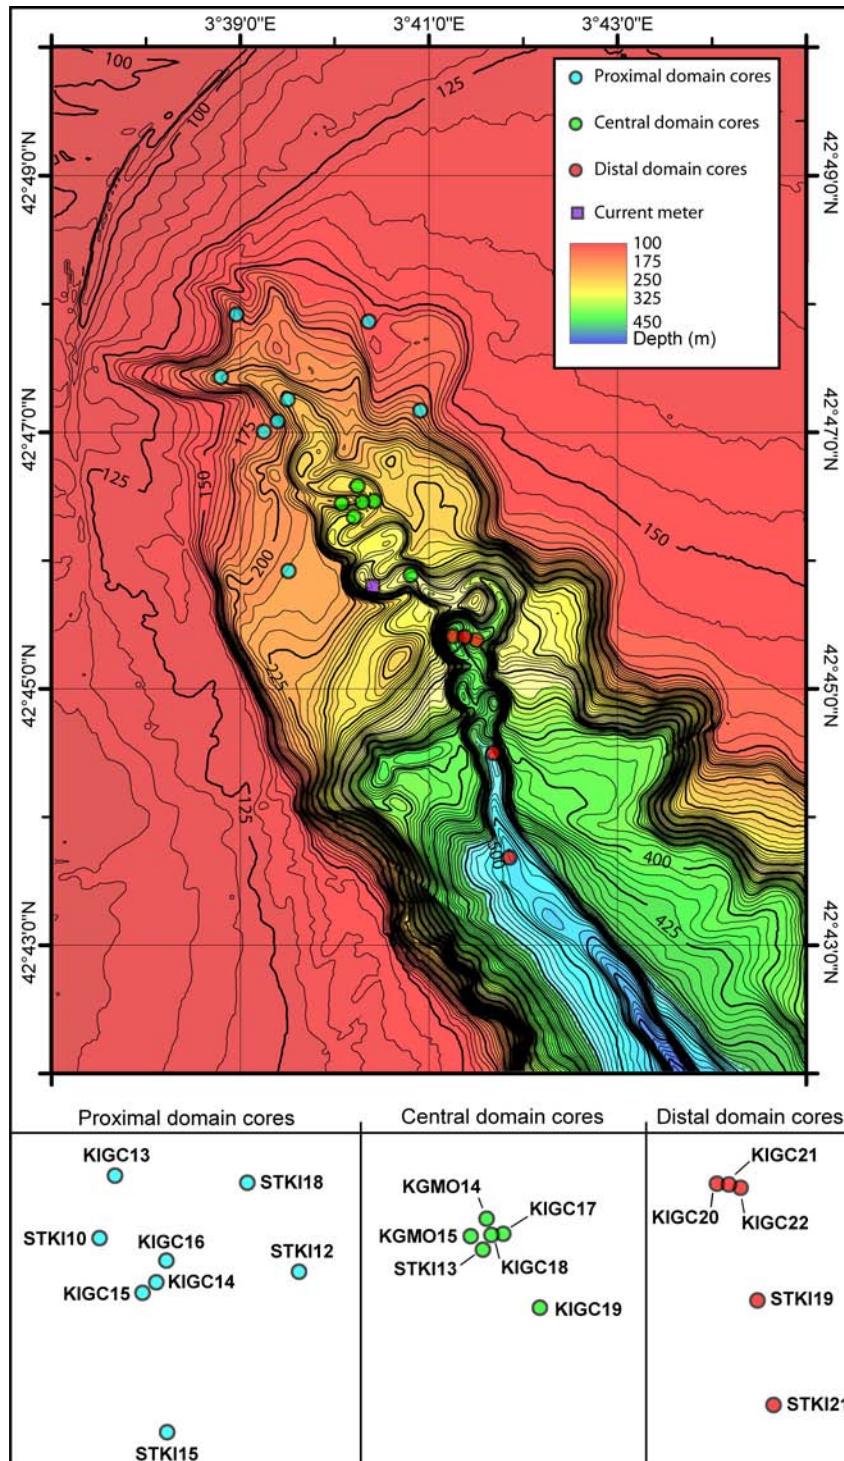 3°39'0"E 3°41'0"E 3°43'0"E
Proximal domain cores
Central domain cores
Distal domain cores
Current meter
100
175
250
325
450
Depth (m)
42°49'0"N 42°49'0"N
42°47'0"N 42°47'0"N
42°45'0"N 42°45'0"N
42°43'0"N 42°43'0"N
100
100
125
125
150
175
200
225
150
125
400
425
500
Proximal domain cores
KIGC13
STKI18
STKI10
KIGC16
STKI12
KIGC14
KIGC15
STKI15
Central domain cores
KGMO14
KIGC17
KGMO15
STKI13
KIGC18
KIGC19
Distal domain cores
KIGC21
KIGC20
KIGC22
STKI19
STKI21